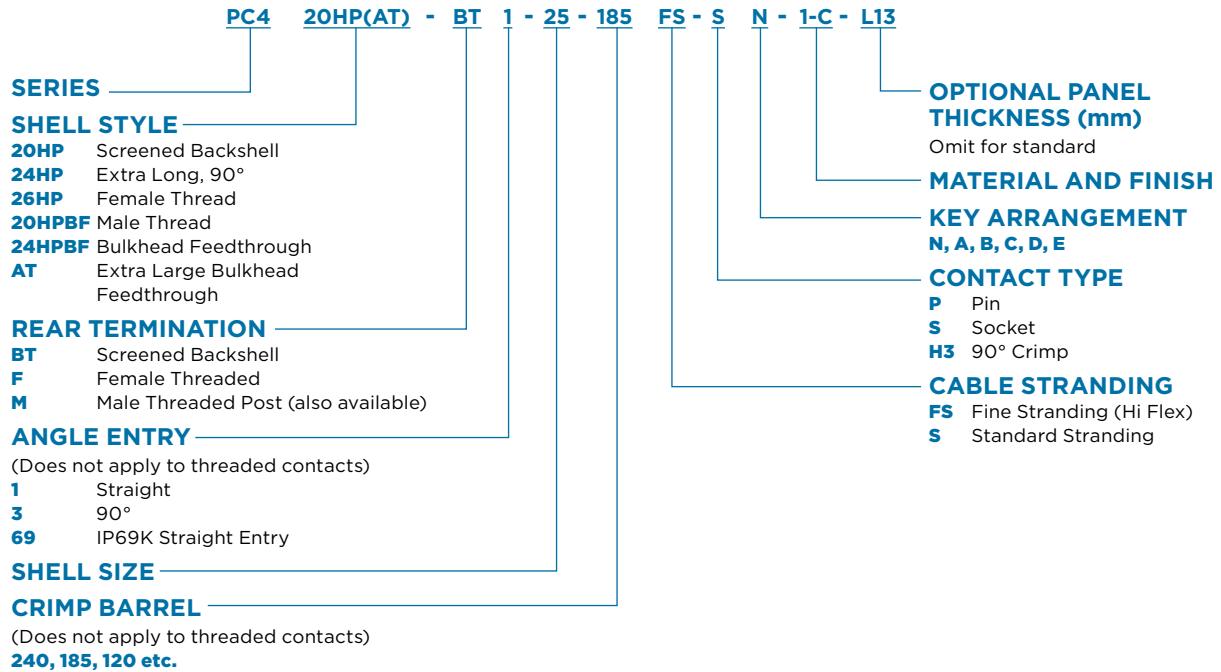 PC4 20HP(AT) - BT 1 - 25 - 185 FS - S N - 1-C - L13
SERIES
SHELL STYLE
20HP Screened Backshell
24HP Extra Long, 90°
26HP Female Thread
20HPBF Male Thread
24HPBF Bulkhead Feedthrough
AT Extra Large Bulkhead
Feedthrough
REAR TERMINATION
BT Screened Backshell
F Female Threaded
M Male Threaded Post (also available)
ANGLE ENTRY
(Does not apply to threaded contacts)
1 Straight
3 90°
69 IP69K Straight Entry
SHELL SIZE
CRIMP BARREL
(Does not apply to threaded contacts)
240, 185, 120 etc.
OPTIONAL PANEL
THICKNESS (mm)
Omit for standard
MATERIAL AND FINISH
KEY ARRANGEMENT
N, A, B, C, D, E
CONTACT TYPE
P Pin
S Socket
H3 90° Crimp
CABLE STRANDING
FS Fine Stranding (Hi Flex)
S Standard Stranding